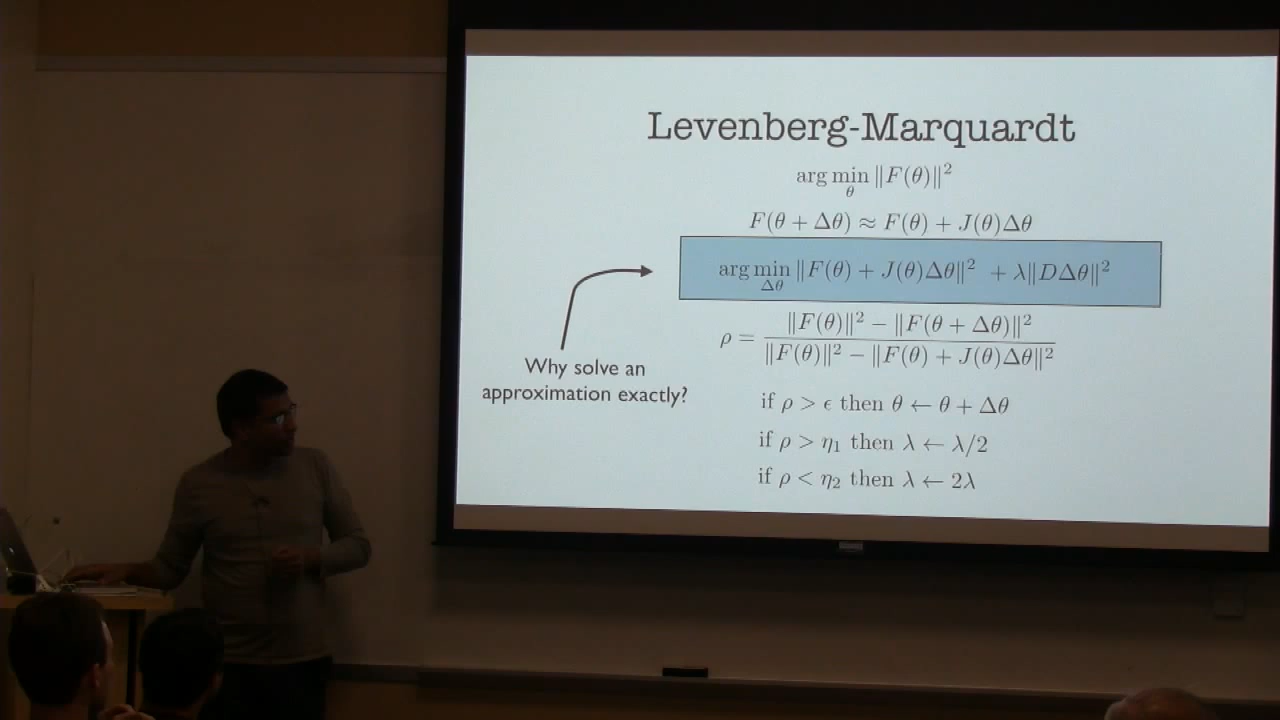 Levenberg-Marquardt
arg min_θ ‖F(θ)‖²
F(θ + Δθ) ≈ F(θ) + J(θ)Δθ
arg min_Δθ ‖F(θ) + J(θ)Δθ‖² + λ‖DΔθ‖²
ρ = (‖F(θ)‖² − ‖F(θ + Δθ)‖²) / (‖F(θ)‖² − ‖F(θ) + J(θ)Δθ‖²)
Why solve an
approximation exactly?
if ρ > ϵ then θ ← θ + Δθ
if ρ > η₁ then λ ← λ/2
if ρ < η₂ then λ ← 2λ